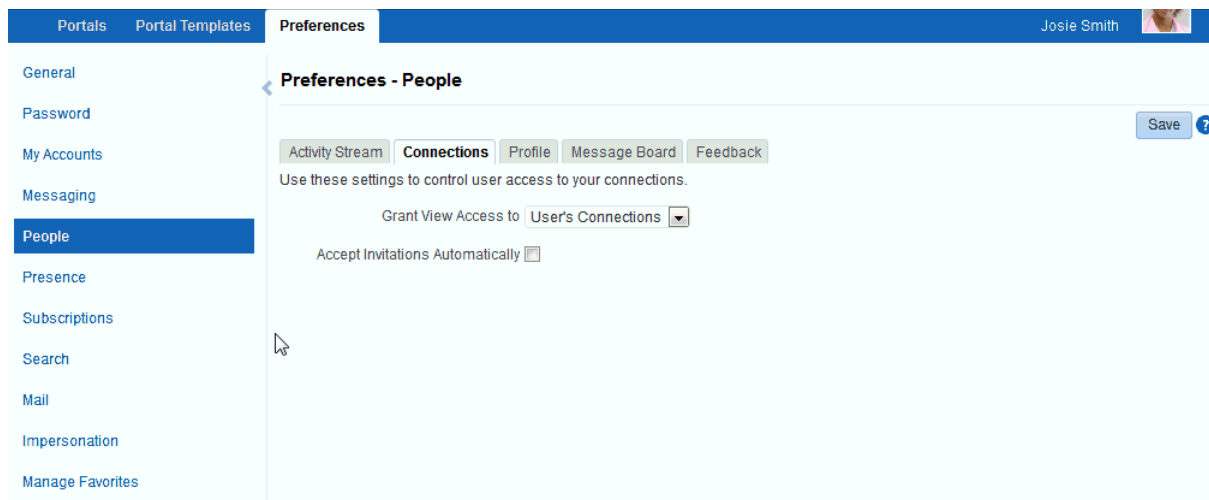 Portals Portal Templates Preferences Josie Smith
General
Password
My Accounts
Messaging
People
Presence
Subscriptions
Search
Mail
Impersonation
Manage Favorites
Preferences - People
Save ?
Activity Stream Connections Profile Message Board Feedback
Use these settings to control user access to your connections.
Grant View Access to User's Connections
Accept Invitations Automatically